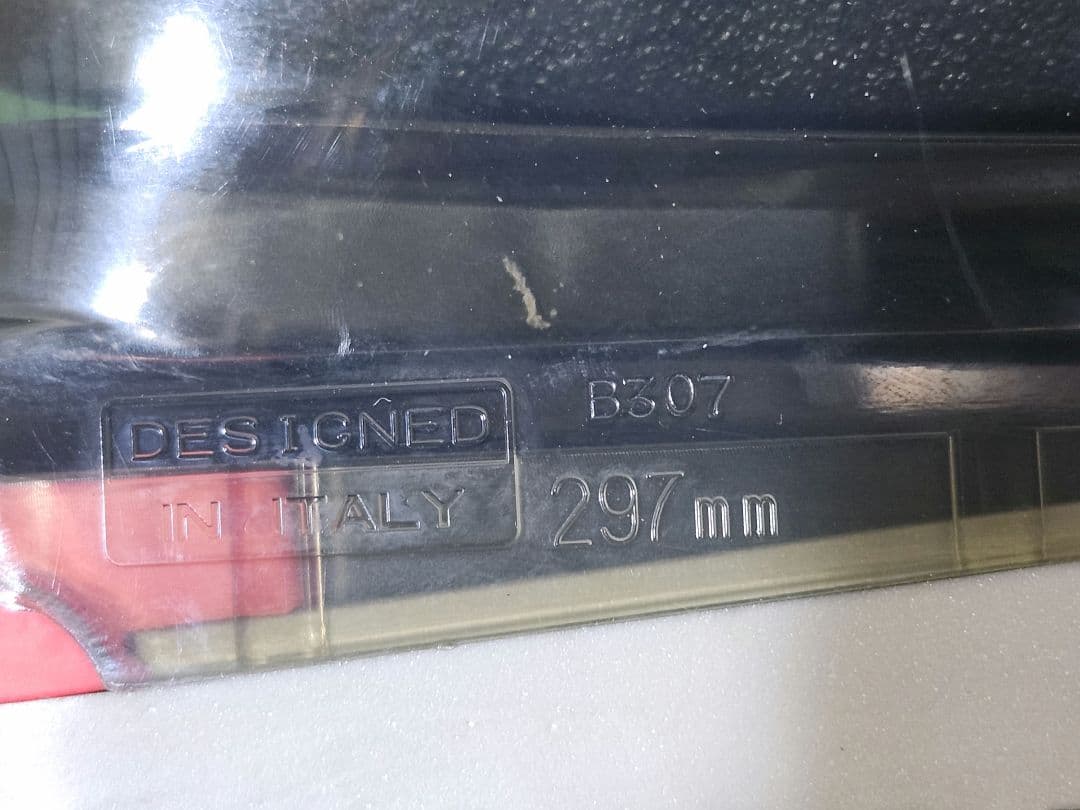 DESIGNED
IN ITALY
B307
297mm